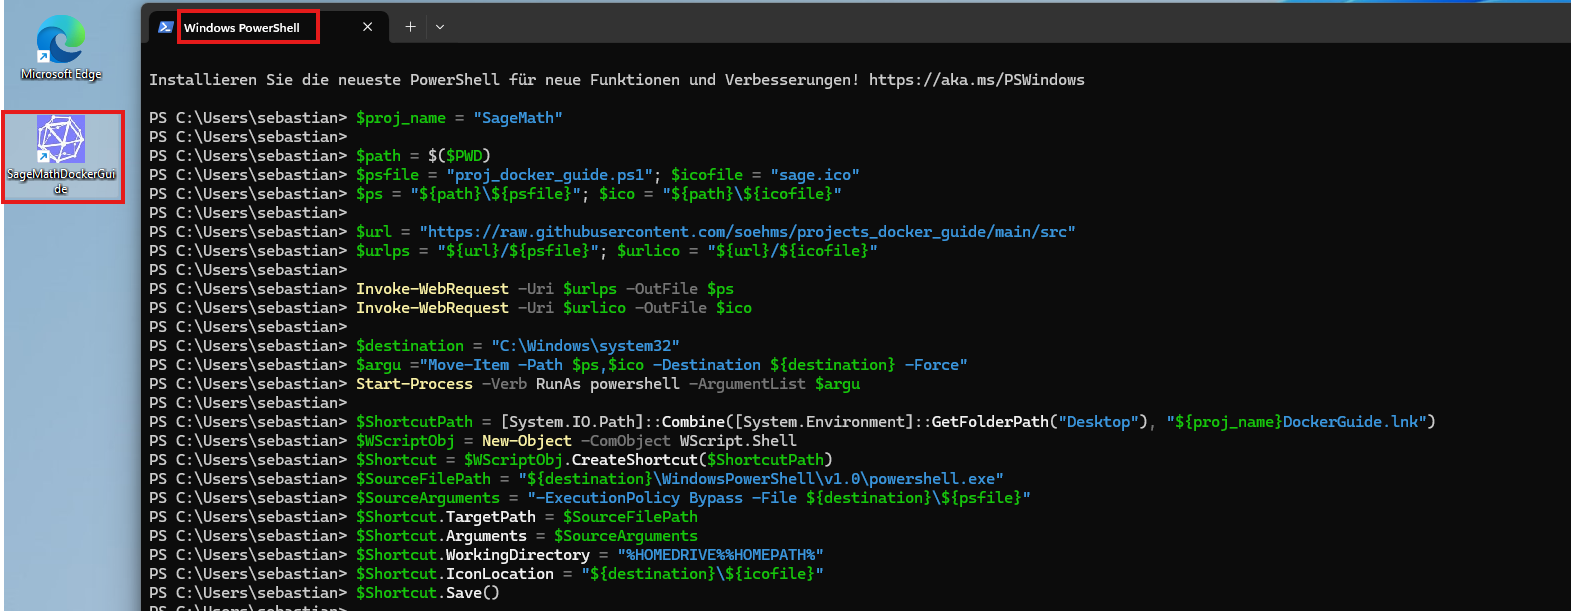 Microsoft Edge
SageMathDockerGui
de
Windows PowerShell
Installieren Sie die neueste PowerShell für neue Funktionen und Verbesserungen! https://aka.ms/PSWindows
PS C:\Users\sebastian> $proj_name = "SageMath"
PS C:\Users\sebastian>
PS C:\Users\sebastian> $path = $($PWD)
PS C:\Users\sebastian> $psfile = "proj_docker_guide.ps1"; $icofile = "sage.ico"
PS C:\Users\sebastian> $ps = "${path}\${psfile}"; $ico = "${path}\${icofile}"
PS C:\Users\sebastian>
PS C:\Users\sebastian> $url = "https://raw.githubusercontent.com/soehms/projects_docker_guide/main/src"
PS C:\Users\sebastian> $urlps = "${url}/${psfile}"; $urlico = "${url}/${icofile}"
PS C:\Users\sebastian>
PS C:\Users\sebastian> Invoke-WebRequest -Uri $urlps -OutFile $ps
PS C:\Users\sebastian> Invoke-WebRequest -Uri $urlico -OutFile $ico
PS C:\Users\sebastian>
PS C:\Users\sebastian> $destination = "C:\Windows\system32"
PS C:\Users\sebastian> $argu ="Move-Item -Path $ps,$ico -Destination ${destination} -Force"
PS C:\Users\sebastian> Start-Process -Verb RunAs powershell -ArgumentList $argu
PS C:\Users\sebastian>
PS C:\Users\sebastian> $ShortcutPath = [System.IO.Path]::Combine([System.Environment]::GetFolderPath("Desktop"), "${proj_name}DockerGuide.lnk")
PS C:\Users\sebastian> $WScriptObj = New-Object -ComObject WScript.Shell
PS C:\Users\sebastian> $Shortcut = $WScriptObj.CreateShortcut($ShortcutPath)
PS C:\Users\sebastian> $SourceFilePath = "${destination}\WindowsPowerShell\v1.0\powershell.exe"
PS C:\Users\sebastian> $SourceArguments = "-ExecutionPolicy Bypass -File ${destination}\${psfile}"
PS C:\Users\sebastian> $Shortcut.TargetPath = $SourceFilePath
PS C:\Users\sebastian> $Shortcut.Arguments = $SourceArguments
PS C:\Users\sebastian> $Shortcut.WorkingDirectory = "%HOMEDRIVE%%HOMEPATH%"
PS C:\Users\sebastian> $Shortcut.IconLocation = "${destination}\${icofile}"
PS C:\Users\sebastian> $Shortcut.Save()
PS C:\Users\sebastian>